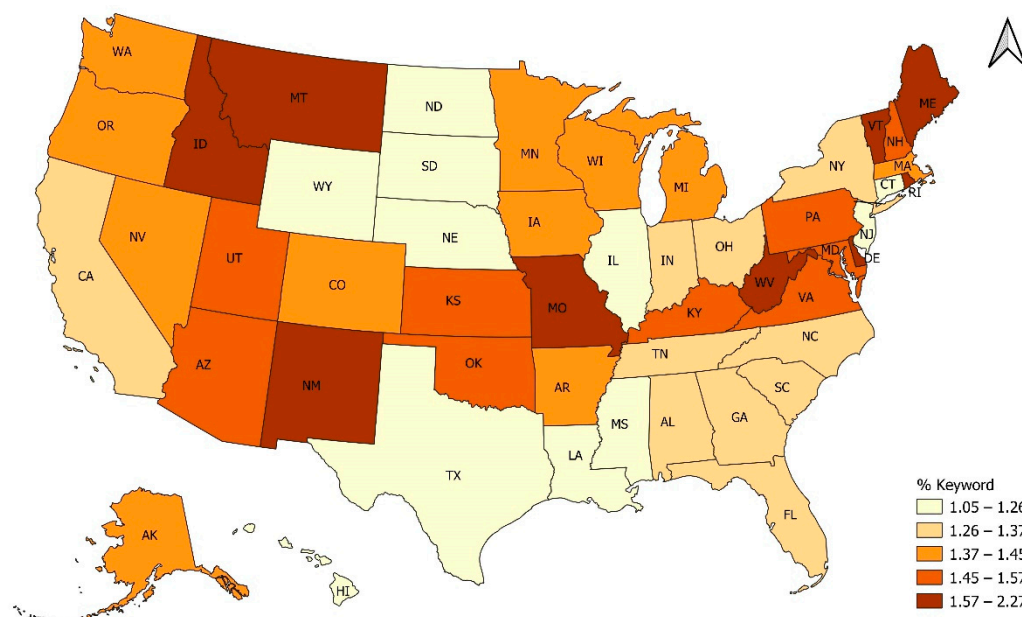 WA
ME
MT
ND
VT
NH
OR
MN
ID
NY
WI
MA
SD
MI
CT
RI
WY
PA
IA
NJ
NE
NV
OH
MD
DE
IL
IN
UT
CA
CO
WV
VA
KS
MO
KY
NC
TN
AZ
OK
NM
AR
SC
MS
AL
GA
LA
TX
FL
AK
HI
% Keyword
1.05 – 1.26
1.26 – 1.37
1.37 – 1.45
1.45 – 1.57
1.57 – 2.27